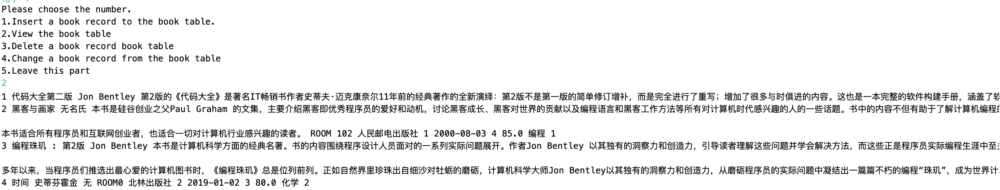 Please choose the number.
1.Insert a book record to the book table.
2.View the book table
3.Delete a book record book table
4.Change a book record from the book table
5.Leave this part
2
1 代码大全第二版 Jon Bentley 第2版的《代码大全》是著名IT畅销书作者史蒂夫·迈克康奈尔11年前的经典著作的全新演绎：第2版不是第一版的简单修订增补，而是完全进行了重写；增加了很多与时俱进的内容。这也是一本完整的软件构建手册，涵盖了软
2 黑客与画家 无名氏 本书是硅谷创业之父Paul Graham 的文集，主要介绍黑客即优秀程序员的爱好和动机，讨论黑客成长、黑客对世界的贡献以及编程语言和黑客工作方法等所有对计算机时代感兴趣的人的一些话题。书中的内容不但有助于了解计算机编程的
本书适合所有程序员和互联网创业者，也适合一切对计算机行业感兴趣的读者。 ROOM 102 人民邮电出版社 1 2000-08-03 4 85.0 编程 1
3 编程珠玑 : 第2版 Jon Bentley 本书是计算机科学方面的经典名著。书的内容围绕程序设计人员面对的一系列实际问题展开。作者Jon Bentley 以其独有的洞察力和创造力，引导读者理解这些问题并学会解决方法，而这些正是程序员实际编程生涯中至
多年以来，当程序员们推选出最心爱的计算机图书时，《编程珠玑》总是位列前列。正如自然界里珍珠出自细沙对牡蛎的磨砺，计算机科学大师Jon Bentley以其独有的洞察力和创造力，从磨砺程序员的实际问题中凝结出一篇篇不朽的编程“珠玑”，成为世界计
4 时间 史蒂芬霍金 无 ROOM0 北林出版社 2 2019-01-02 3 80.0 化学 2